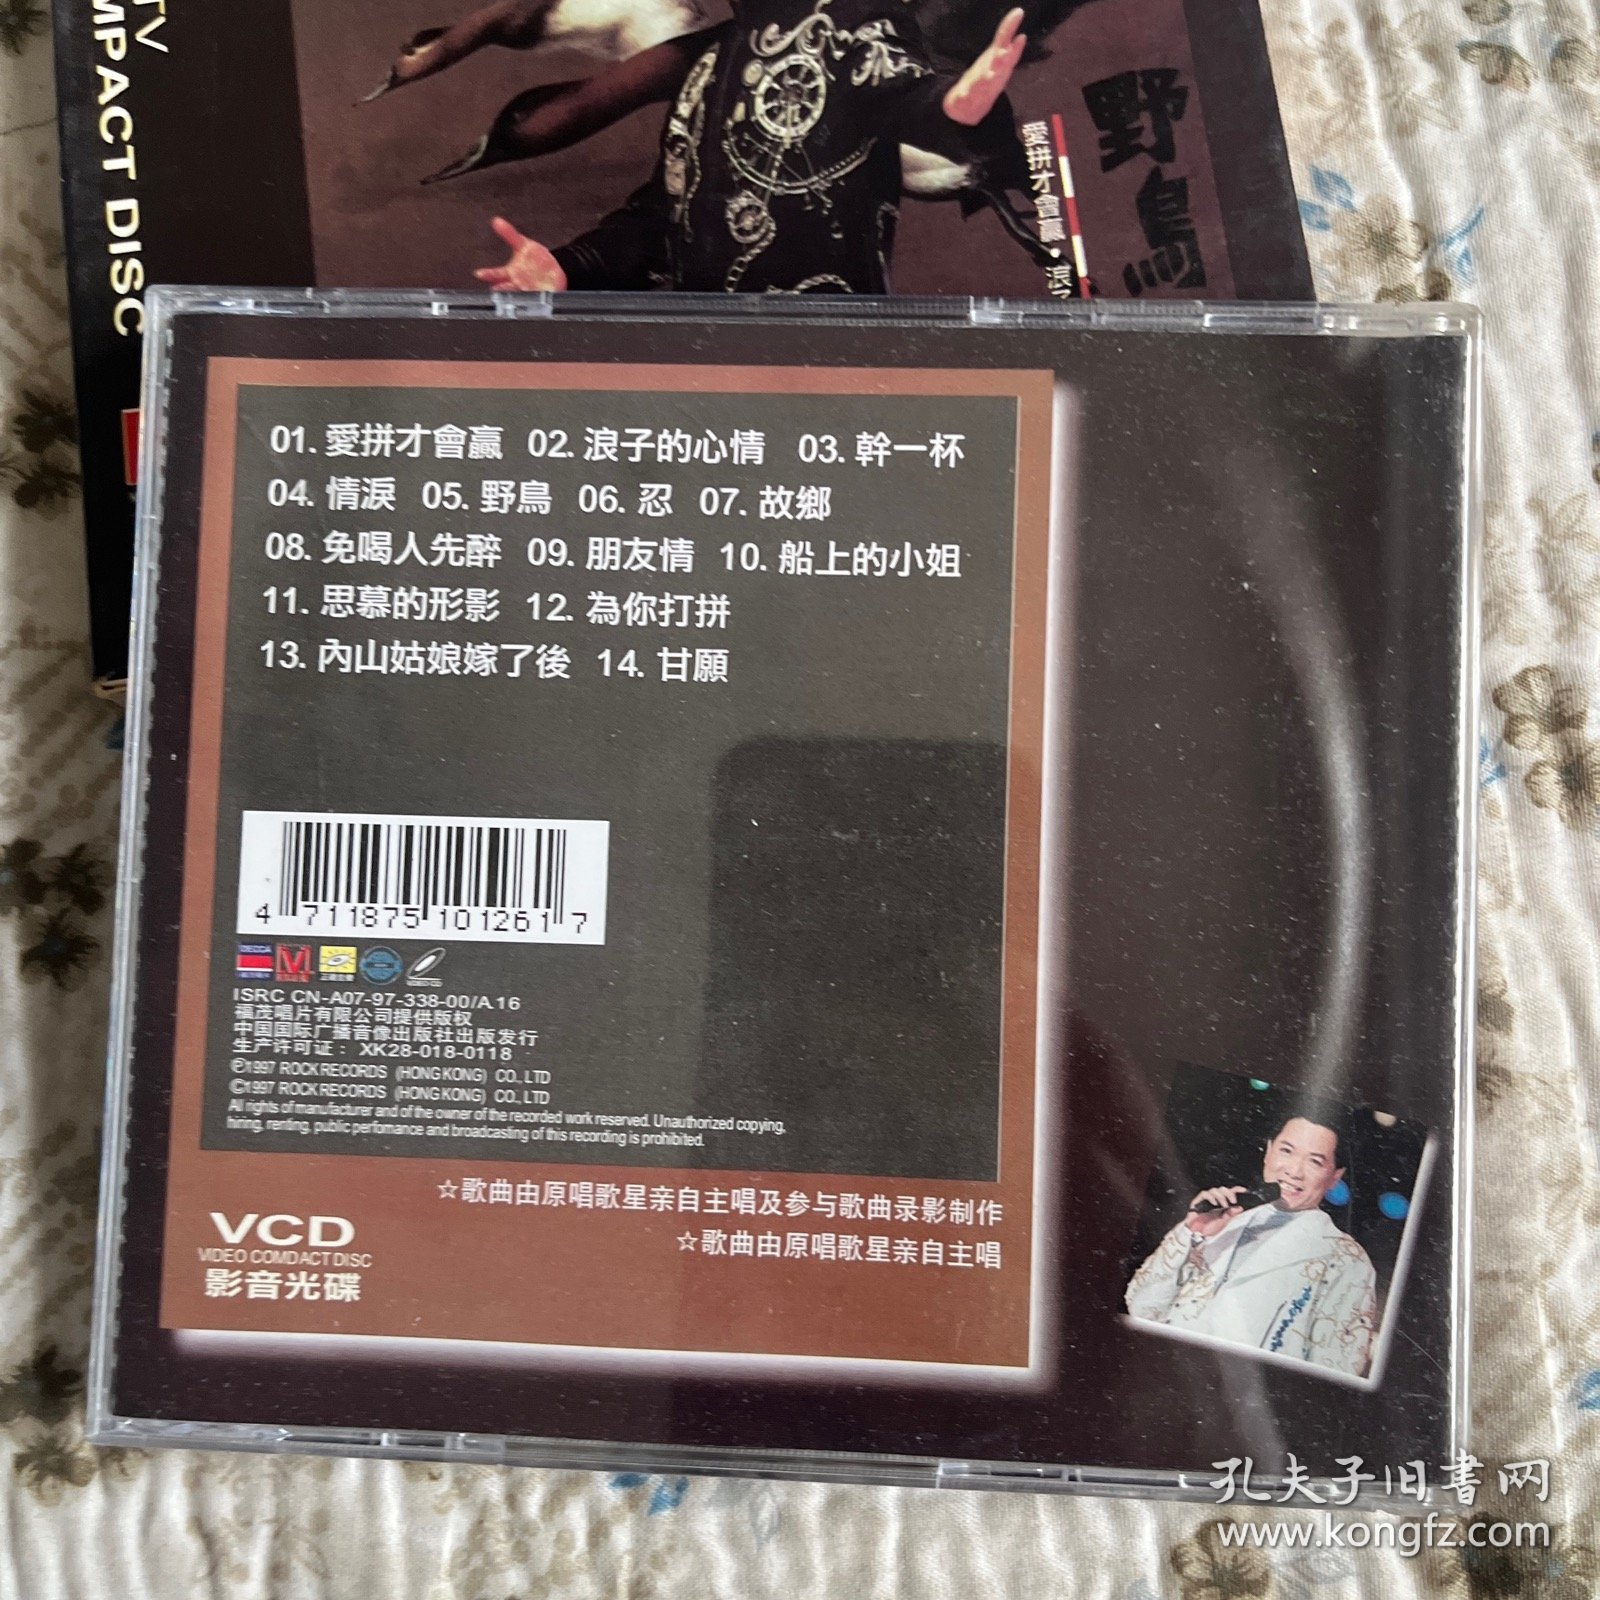 TV
MPACT DISC
野鳥
愛拼才會贏・浪子
01. 愛拼才會贏 02. 浪子的心情 03. 幹一杯
04. 情淚 05. 野鳥 06. 忍 07. 故鄉
08. 免喝人先醉 09. 朋友情 10. 船上的小姐
11. 思慕的形影 12. 為你打拼
13. 內山姑娘嫁了後 14. 甘願
4 711875 101261 7
DECCA
ISRC CN-A07-97-338-00/A.16
福茂唱片有限公司提供版权
中国国际广播音像出版社出版发行
生产许可证： XK28-018-0118
Ⓟ1997 ROCK RECORDS (HONG KONG) CO., LTD
©1997 ROCK RECORDS (HONG KONG) CO., LTD
All rights of manufacturer and of the owner of the recorded work reserved. Unauthorized copying,
hiring, renting, public perfomance and broadcasting of this recording is prohibited.
☆歌曲由原唱歌星亲自主唱及参与歌曲录影制作
☆歌曲由原唱歌星亲自主唱
VCD
VIDEO COMDACT DISC
影音光碟
孔夫子旧書网
www.kongfz.com